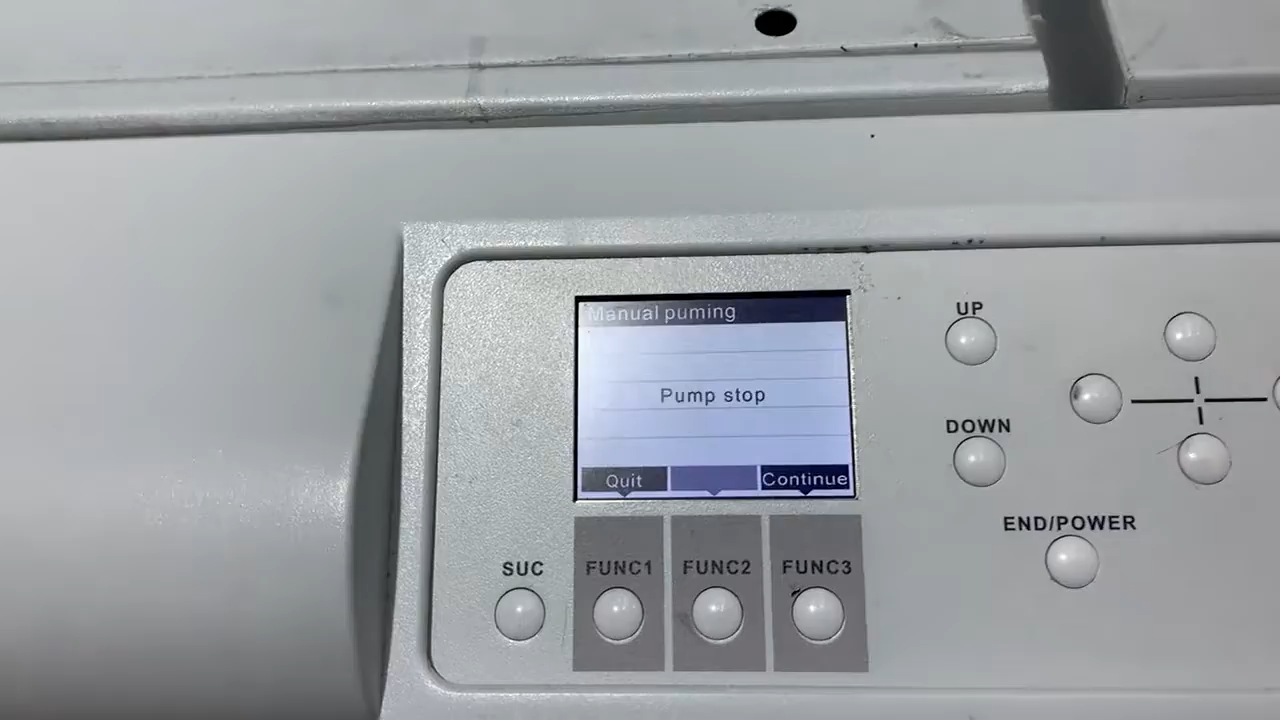 Manual puming
Pump stop
Quit
Continue
SUC
FUNC1
FUNC2
FUNC3
UP
DOWN
END/POWER